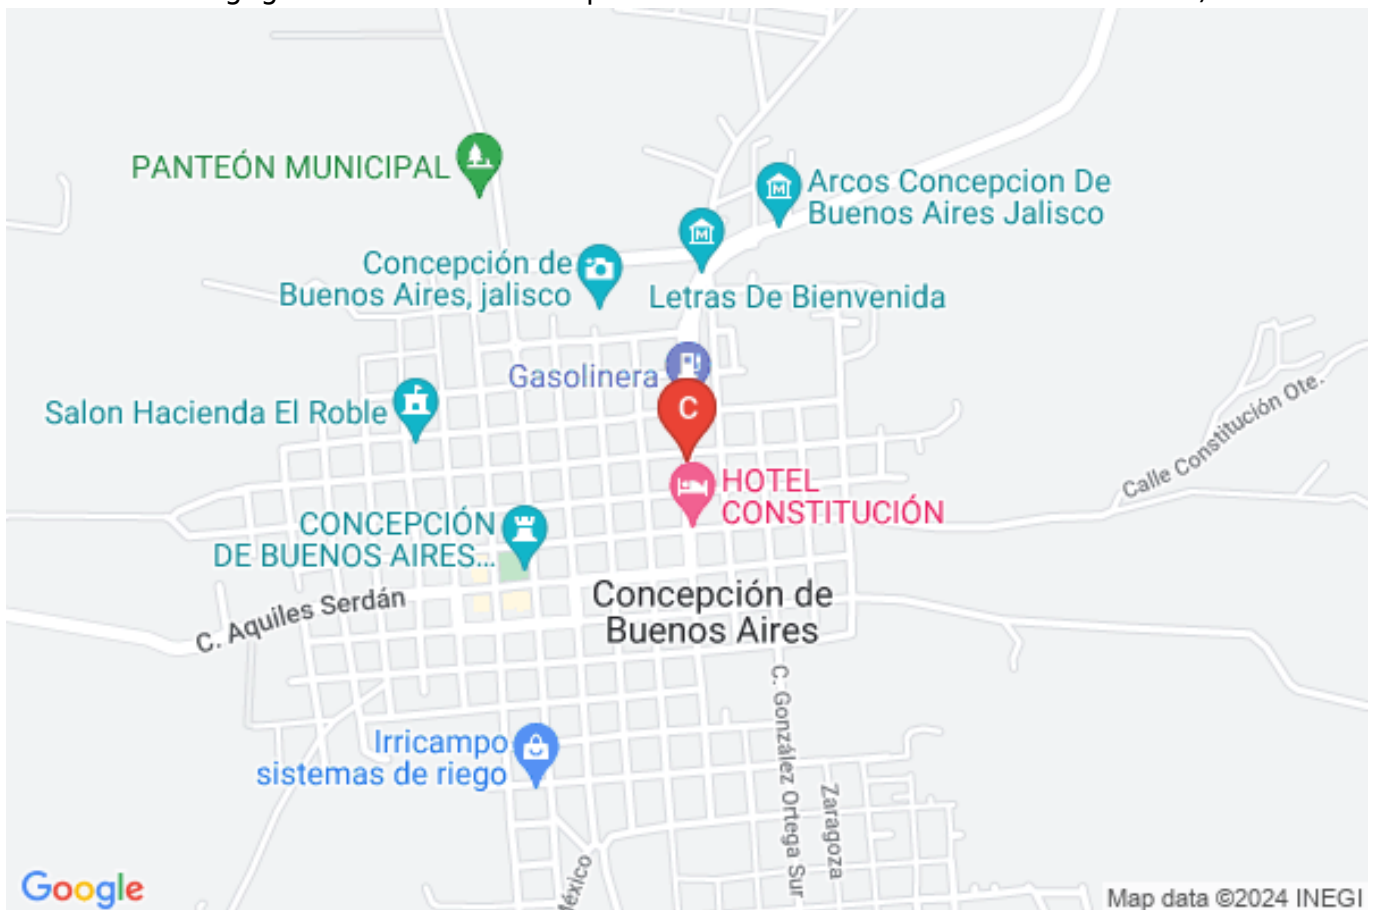 PANTEÓN MUNICIPAL
Arcos Concepcion De
Buenos Aires Jalisco
Concepción de
Buenos Aires, jalisco
Letras De Bienvenida
Gasolinera
Salon Hacienda El Roble
C
Calle Constitución Ote.
HOTEL
CONSTITUCIÓN
CONCEPCIÓN
DE BUENOS AIRES...
C. Aquiles Serdán
Concepción de
Buenos Aires
C. González Ortega Sur
Irricampo
sistemas de riego
Zaragoza
México
Google
Map data ©2024 INEGI